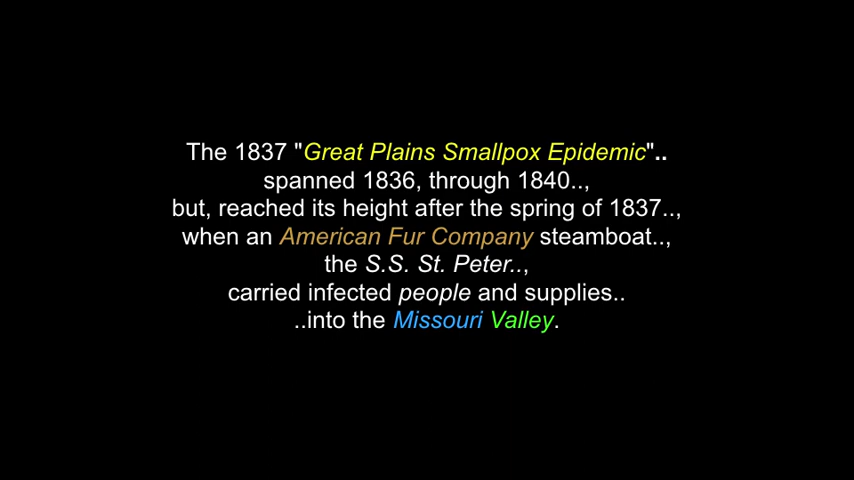 The 1837 "Great Plains Smallpox Epidemic"..
spanned 1836, through 1840..,
but, reached its height after the spring of 1837..,
when an American Fur Company steamboat..,
the S.S. St. Peter..,
carried infected people and supplies..
..into the Missouri Valley.